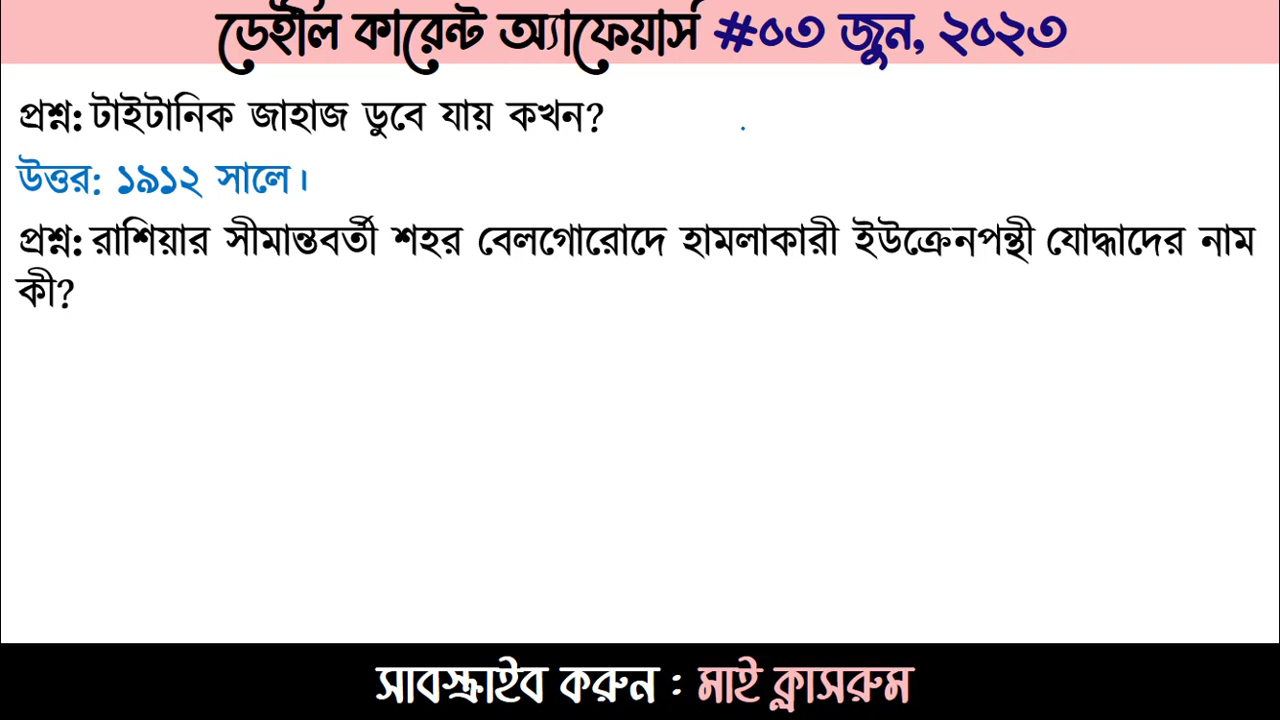 ডেইলি কারেন্ট অ্যাফেয়ার্স #০৩ জুন, ২০২৩
প্রশ্ন: টাইটানিক জাহাজ ডুবে যায় কখন?
উত্তর: ১৯১২ সালে।
প্রশ্ন: রাশিয়ার সীমান্তবর্তী শহর বেলগোরোদে হামলাকারী ইউক্রেনপন্থী যোদ্ধাদের নাম
কী?
সাবস্ক্রাইব করুন : মাই ক্লাসরুম